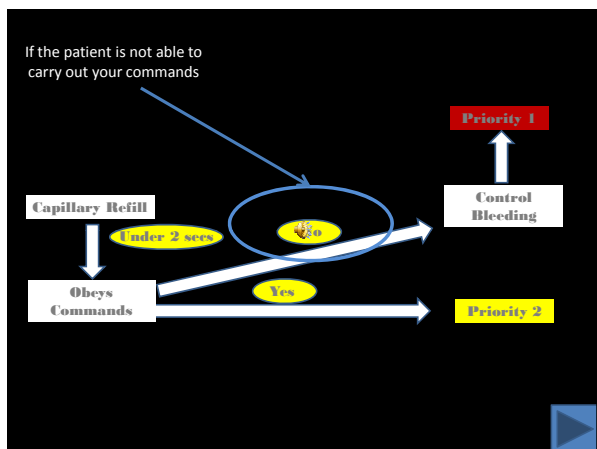 If the patient is not able to
carry out your commands
Priority 1
Capillary Refill
Control
Bleeding
Under 2 secs
Obeys
Commands
Yes
Priority 2